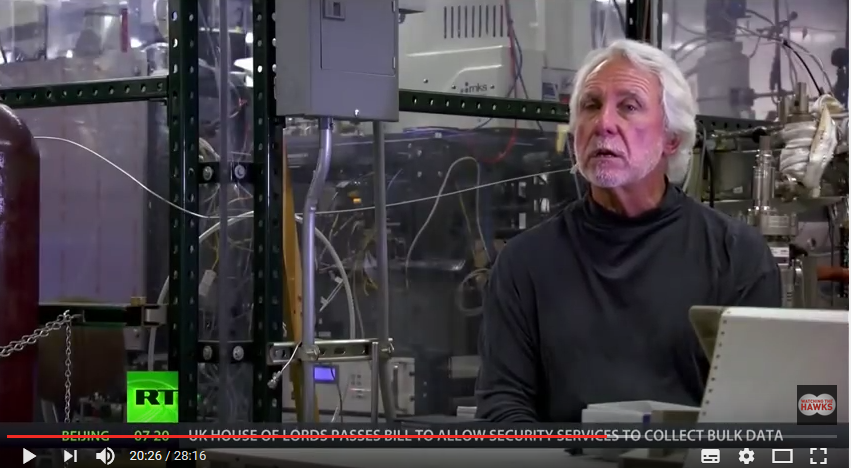 mks
RT
WATCHING THE
HAWKS
BEIJING 07 20 UK HOUSE OF LORDS PASSES BILL TO ALLOW SECURITY SERVICES TO COLLECT BULK DATA
20:26 / 28:16